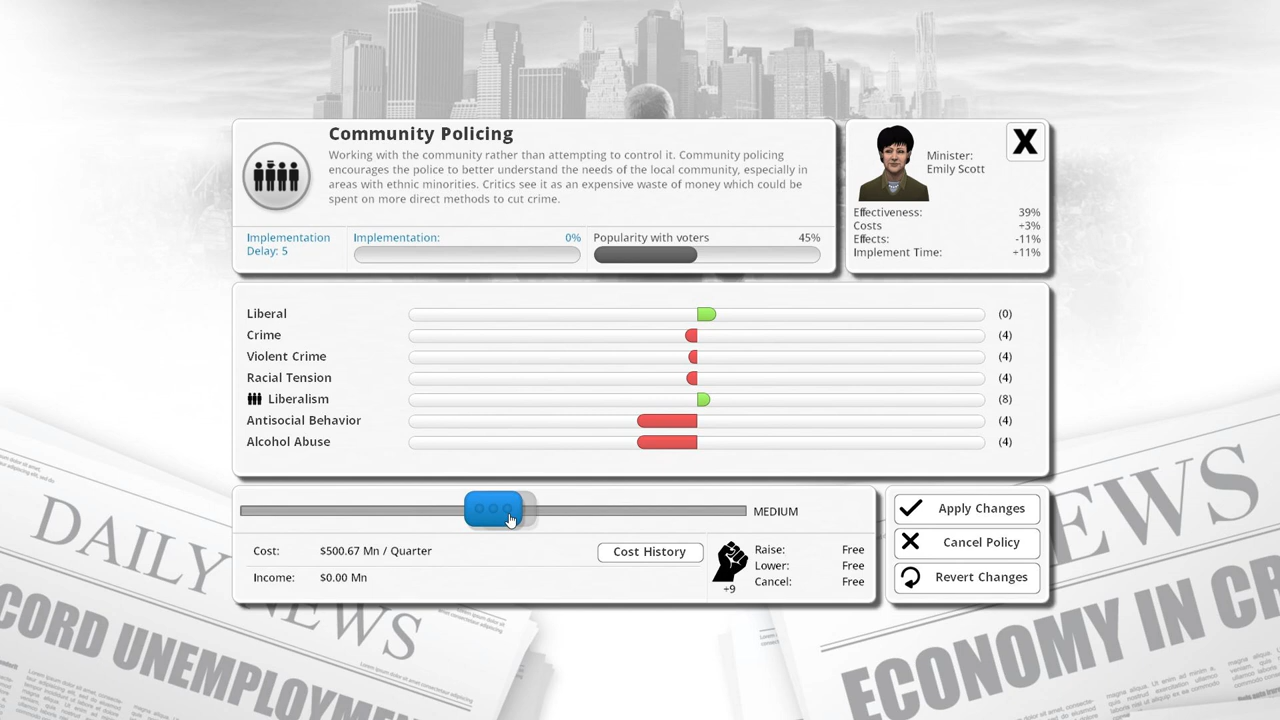 Community Policing
Working with the community rather than attempting to control it. Community policing
encourages the police to better understand the needs of the local community, especially in
areas with ethnic minorities. Critics see it as an expensive waste of money which could be
spent on more direct methods to cut crime.
Implementation
Delay: 5
Implementation: 0%
Popularity with voters 45%
X
Minister:
Emily Scott
Effectiveness: 39%
Costs +3%
Effects: -11%
Implement Time: +11%
Liberal (0)
Crime (4)
Violent Crime (4)
Racial Tension (4)
Liberalism (8)
Antisocial Behavior (4)
Alcohol Abuse (4)
MEDIUM
Cost: $500.67 Mn / Quarter
Income: $0.00 Mn
Cost History
+9
Raise: Free
Lower: Free
Cancel: Free
Apply Changes
Cancel Policy
Revert Changes
DAILY NEWS
CORD UNEMPLOYME
EWS
ECONOMY IN CR